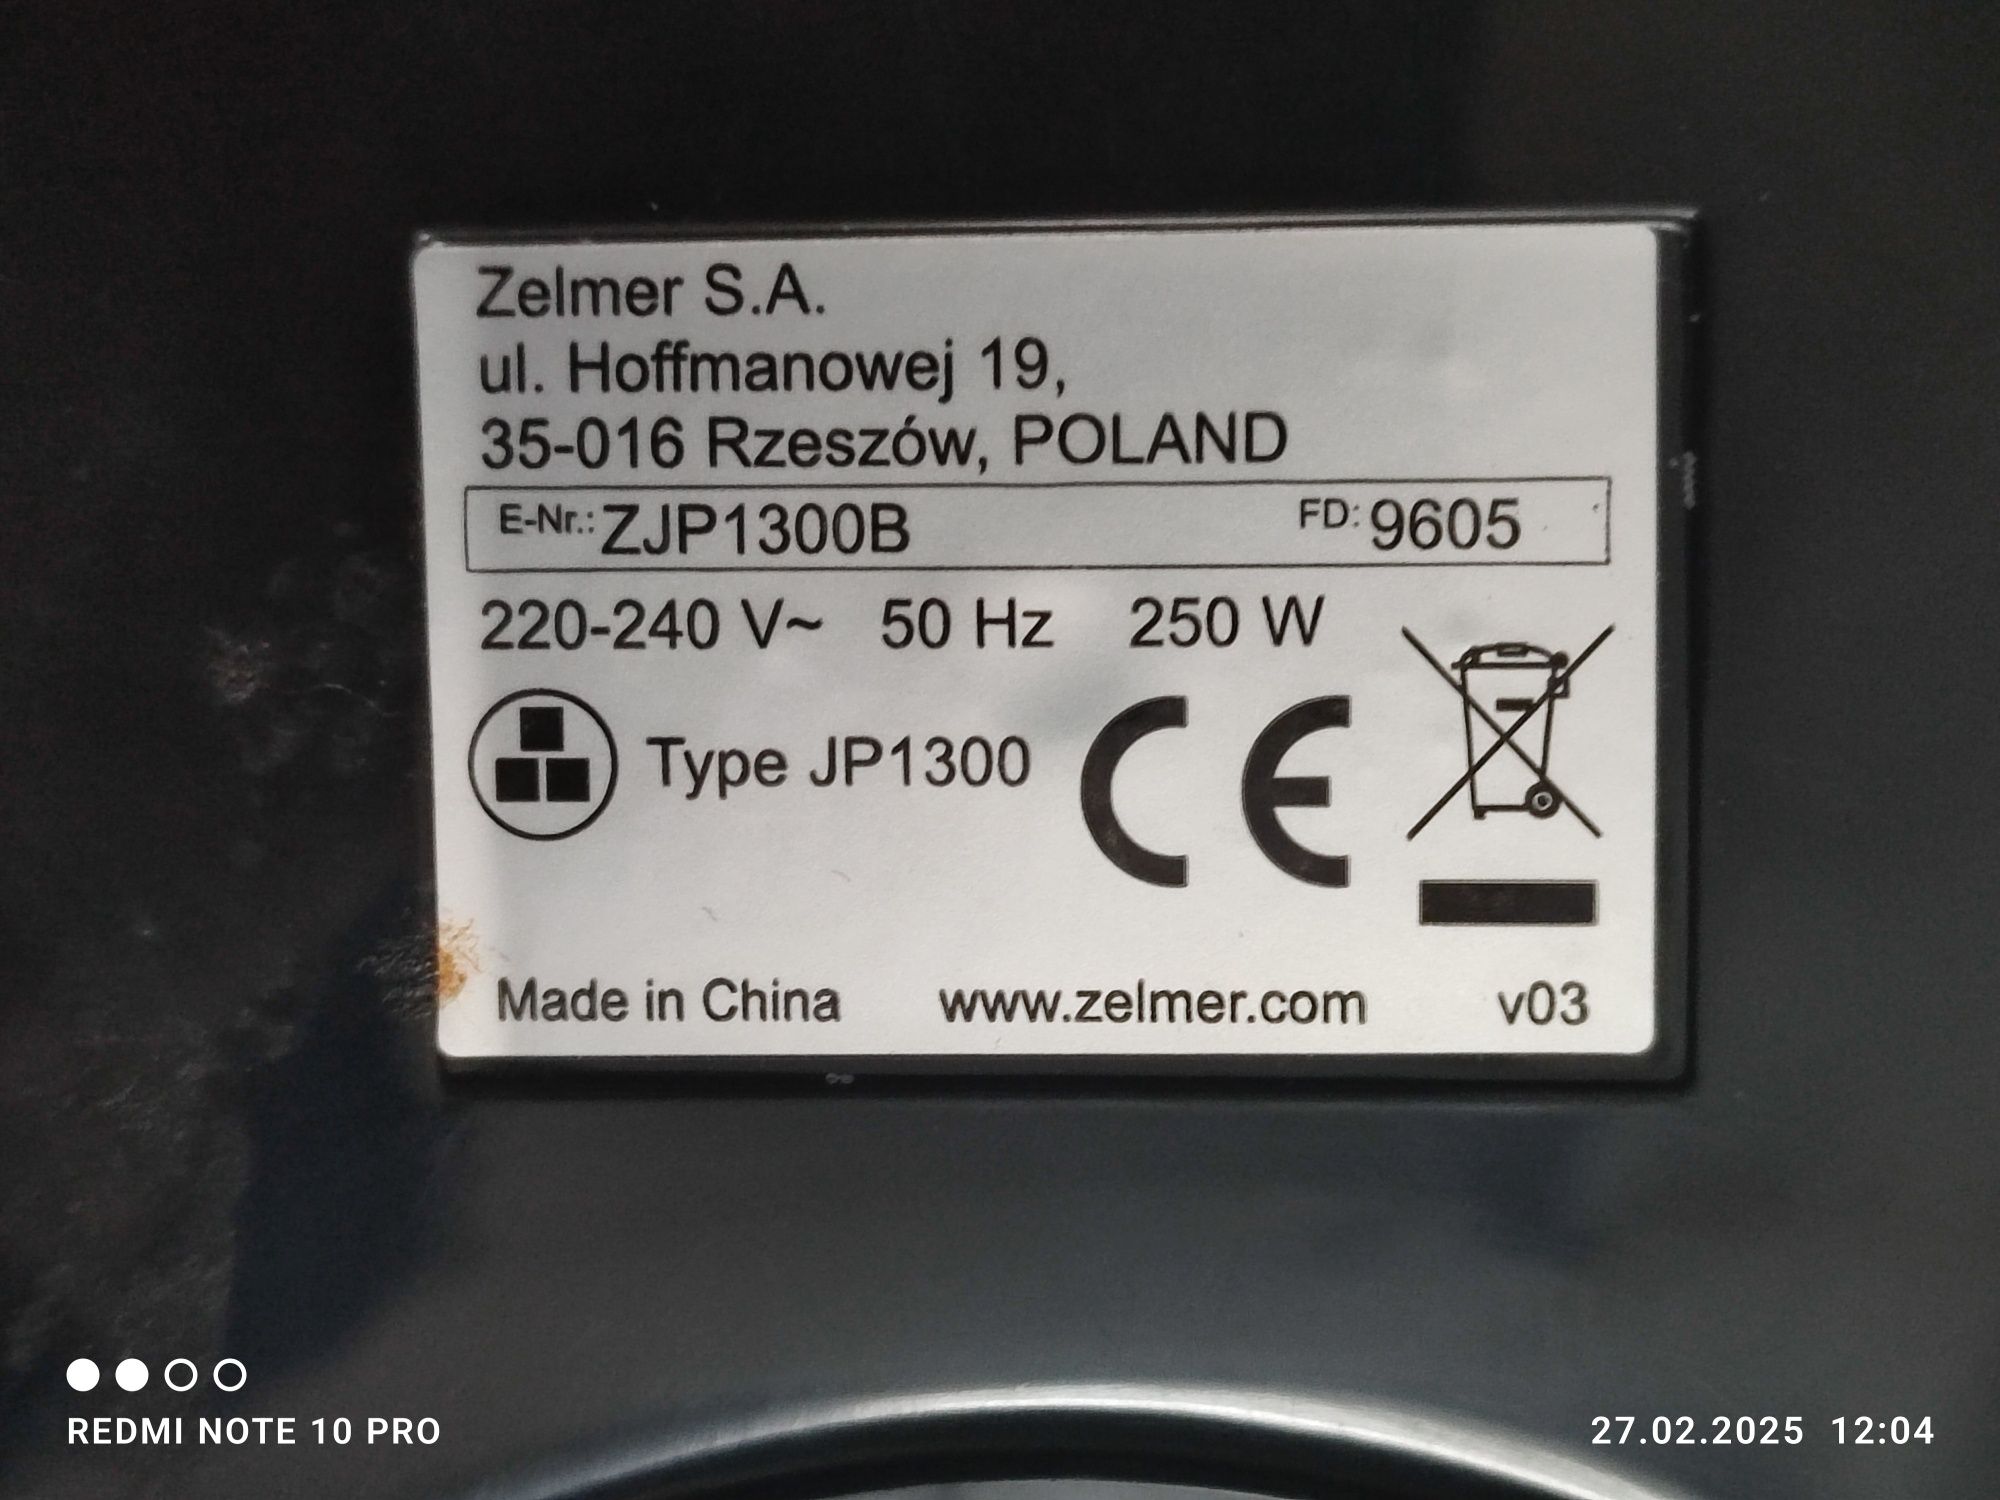 Zelmer S.A.
ul. Hoffmanowej 19,
35-016 Rzeszów, POLAND
E-Nr.: ZJP1300B FD: 9605
220-240 V~ 50 Hz 250 W
Type JP1300 CE
Made in China www.zelmer.com v03
REDMI NOTE 10 PRO 27.02.2025 12:04